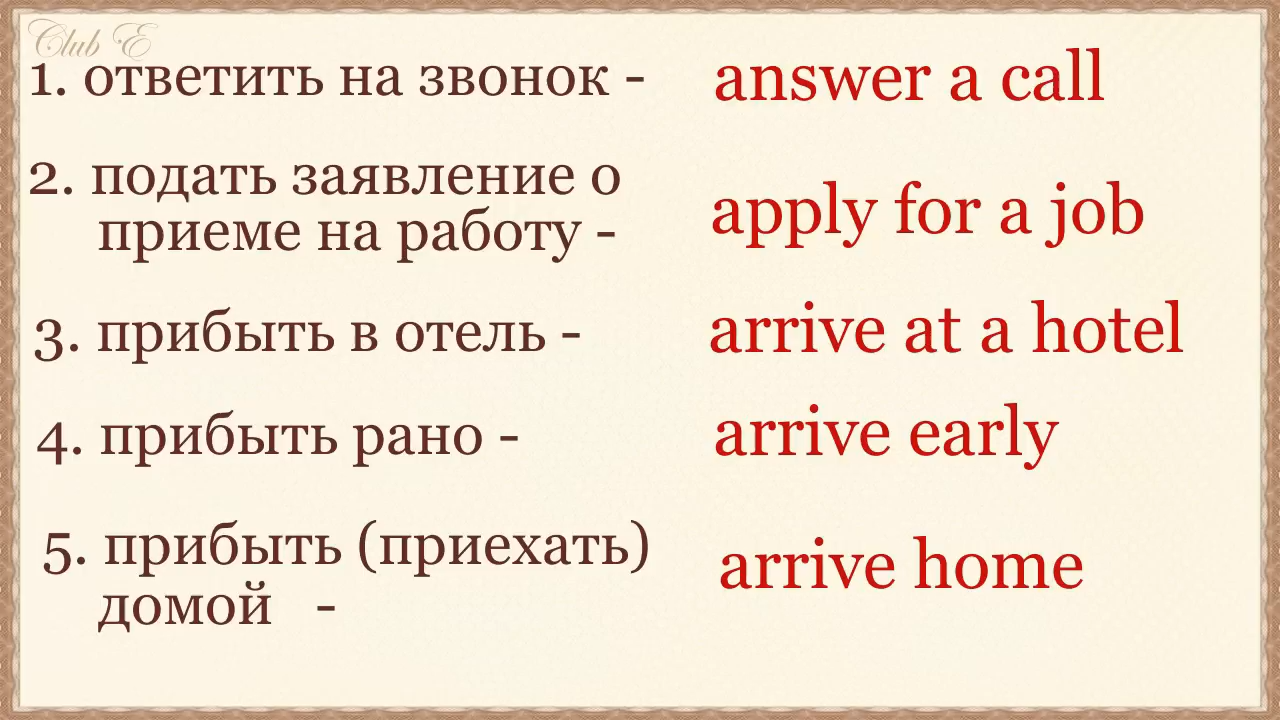 Club E
1. ответить на звонок - answer a call
2. подать заявление о
приеме на работу - apply for a job
3. прибыть в отель - arrive at a hotel
4. прибыть рано - arrive early
5. прибыть (приехать)
домой - arrive home